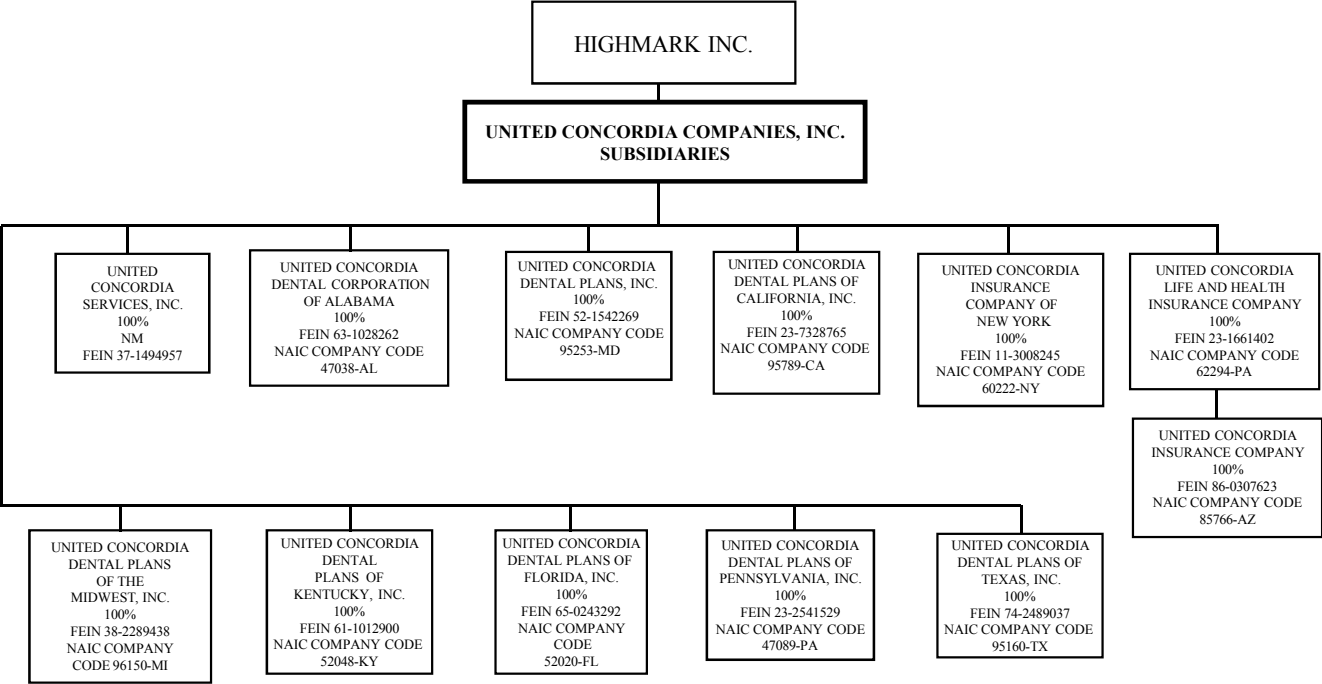 HIGHMARK INC.
UNITED CONCORDIA COMPANIES, INC.
SUBSIDIARIES
UNITED
CONCORDIA
SERVICES, INC.
100%
NM
FEIN 37-1494957
UNITED CONCORDIA
DENTAL CORPORATION
OF ALABAMA
100%
FEIN 63-1028262
NAIC COMPANY CODE
47038-AL
UNITED CONCORDIA
DENTAL PLANS, INC.
100%
FEIN 52-1542269
NAIC COMPANY CODE
95253-MD
UNITED CONCORDIA
DENTAL PLANS OF
CALIFORNIA, INC.
100%
FEIN 23-7328765
NAIC COMPANY CODE
95789-CA
UNITED CONCORDIA
INSURANCE
COMPANY OF
NEW YORK
100%
FEIN 11-3008245
NAIC COMPANY CODE
60222-NY
UNITED CONCORDIA
LIFE AND HEALTH
INSURANCE COMPANY
100%
FEIN 23-1661402
NAIC COMPANY CODE
62294-PA
UNITED CONCORDIA
INSURANCE COMPANY
100%
FEIN 86-0307623
NAIC COMPANY CODE
85766-AZ
UNITED CONCORDIA
DENTAL PLANS
OF THE
MIDWEST, INC.
100%
FEIN 38-2289438
NAIC COMPANY
CODE 96150-MI
UNITED CONCORDIA
DENTAL
PLANS OF
KENTUCKY, INC.
100%
FEIN 61-1012900
NAIC COMPANY CODE
52048-KY
UNITED CONCORDIA
DENTAL PLANS OF
FLORIDA, INC.
100%
FEIN 65-0243292
NAIC COMPANY
CODE
52020-FL
UNITED CONCORDIA
DENTAL PLANS OF
PENNSYLVANIA, INC.
100%
FEIN 23-2541529
NAIC COMPANY CODE
47089-PA
UNITED CONCORDIA
DENTAL PLANS OF
TEXAS, INC.
100%
FEIN 74-2489037
NAIC COMPANY CODE
95160-TX